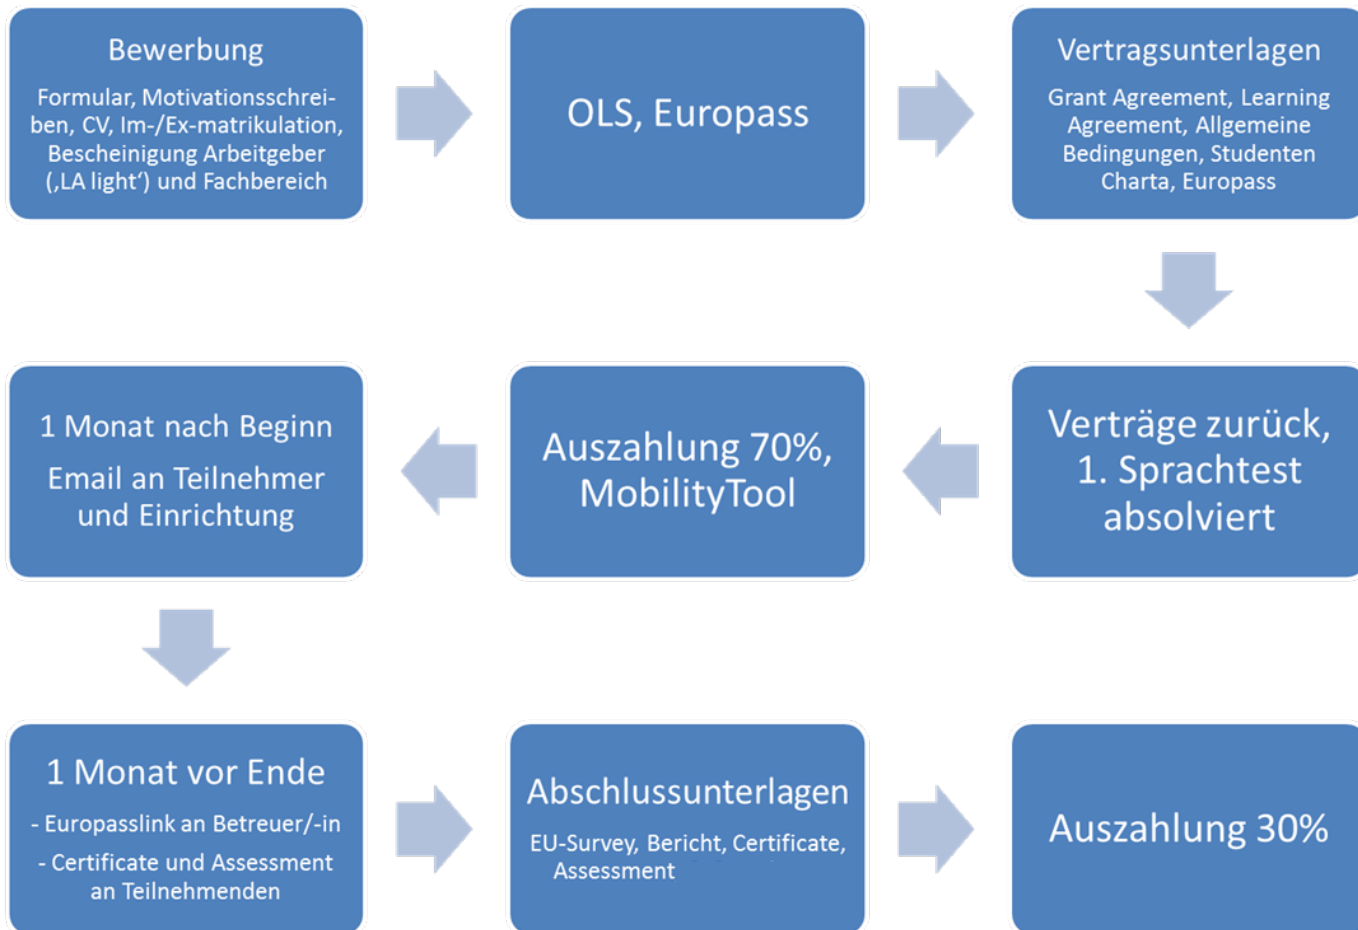 Bewerbung
Formular, Motivationsschrei-
ben, CV, Im-/Ex-matrikulation,
Bescheinigung Arbeitgeber
(‚LA light‘) und Fachbereich
OLS, Europass
Vertragsunterlagen
Grant Agreement, Learning
Agreement, Allgemeine
Bedingungen, Studenten
Charta, Europass
Verträge zurück,
1. Sprachtest
absolviert
Auszahlung 70%,
MobilityTool
1 Monat nach Beginn
Email an Teilnehmer
und Einrichtung
1 Monat vor Ende
- Europasslink an Betreuer/-in
- Certificate und Assessment
an Teilnehmenden
Abschlussunterlagen
EU-Survey, Bericht, Certificate,
Assessment
Auszahlung 30%